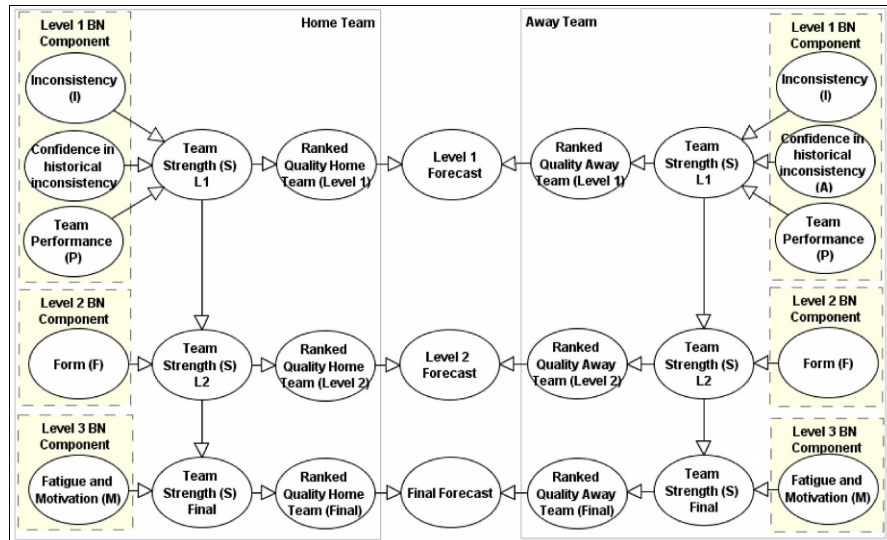 Level 1 BN
Component
Home Team
Away Team
Level 1 BN
Component
Inconsistency
(I)
Confidence in
historical
inconsistency
Team
Performance
(P)
Team
Strength (S)
L1
Ranked
Quality Home
Team (Level 1)
Level 1
Forecast
Ranked
Quality Away
Team (Level 1)
Team
Strength (S)
L1
Inconsistency
(I)
Confidence in
historical
inconsistency
(A)
Team
Performance
(P)
Level 2 BN
Component
Form (F)
Team
Strength (S)
L2
Ranked
Quality Home
Team (Level 2)
Level 2
Forecast
Ranked
Quality Away
Team (Level 2)
Team
Strength (S)
L2
Level 2 BN
Component
Form (F)
Level 3 BN
Component
Fatigue and
Motivation (M)
Team
Strength (S)
Final
Ranked
Quality Home
Team (Final)
Final Forecast
Ranked
Quality Away
Team (Final)
Team
Strength (S)
Final
Level 3 BN
Component
Fatigue and
Motivation (M)